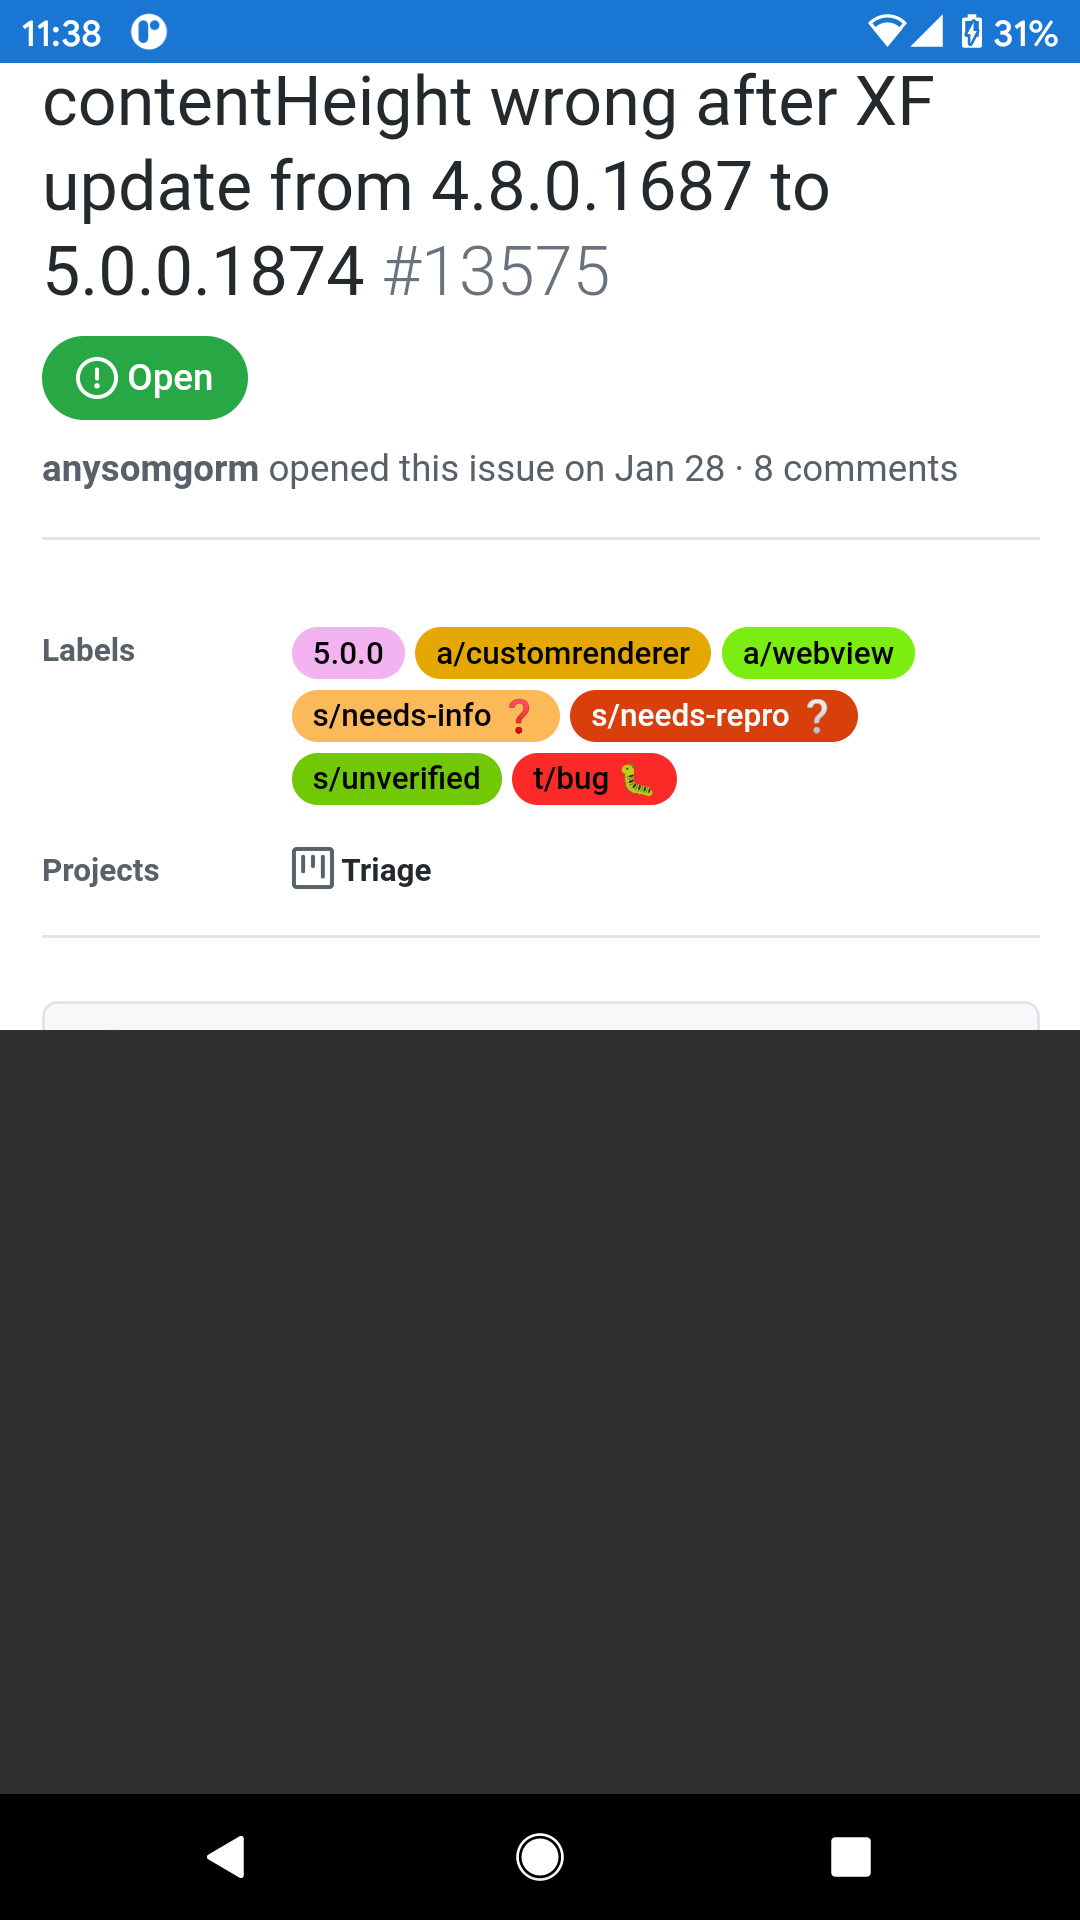 11:38 31%
contentHeight wrong after XF
update from 4.8.0.1687 to
5.0.0.1874 #13575
Open
anysomgorm opened this issue on Jan 28 · 8 comments
Labels 5.0.0 a/customrenderer a/webview
s/needs-info ❓ s/needs-repro ❔
s/unverified t/bug 🐛
Projects Triage